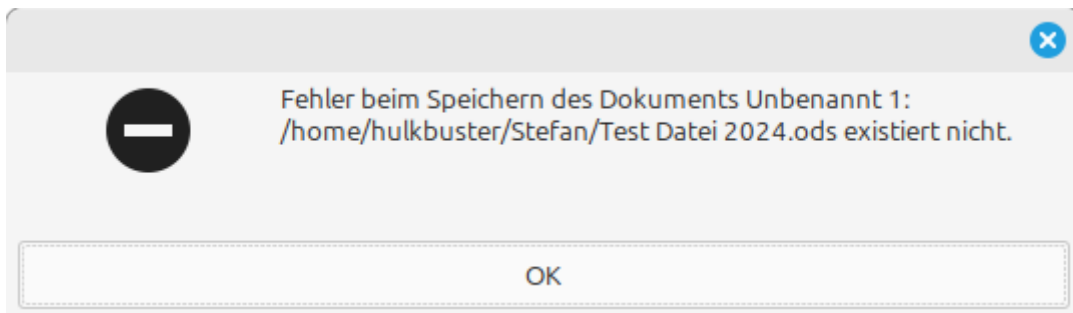 Fehler beim Speichern des Dokuments Unbenannt 1:
/home/hulkbuster/Stefan/Test Datei 2024.ods existiert nicht.
OK